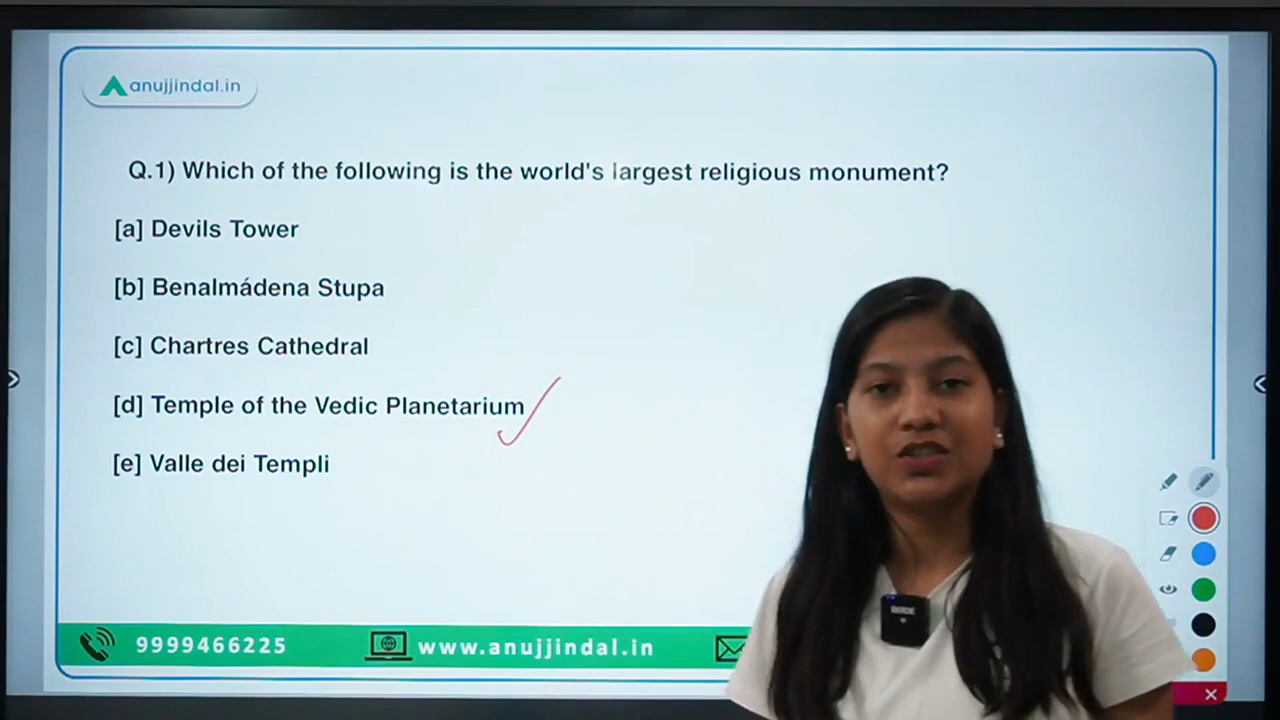 anujjindal.in
Q.1) Which of the following is the world's largest religious monument?
[a] Devils Tower
[b] Benalmádena Stupa
[c] Chartres Cathedral
[d] Temple of the Vedic Planetarium
[e] Valle dei Templi
9999466225 www.anujjindal.in
RODE